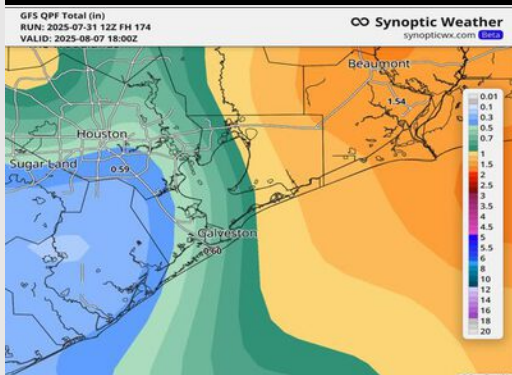 GFS QPF Total (in)
RUN: 2025-07-31 12Z FH 174
VALID: 2025-08-07 18:00Z
Synoptic Weather
synopticwx.com Beta
Beaumont
1.54
Houston
Sugar Land
0.59
Galveston
0.60
0.01
0.1
0.3
0.5
0.7
1
1.5
2
2.5
3
3.5
4
4.5
5
5.5
6
8
10
12
14
16
18
20